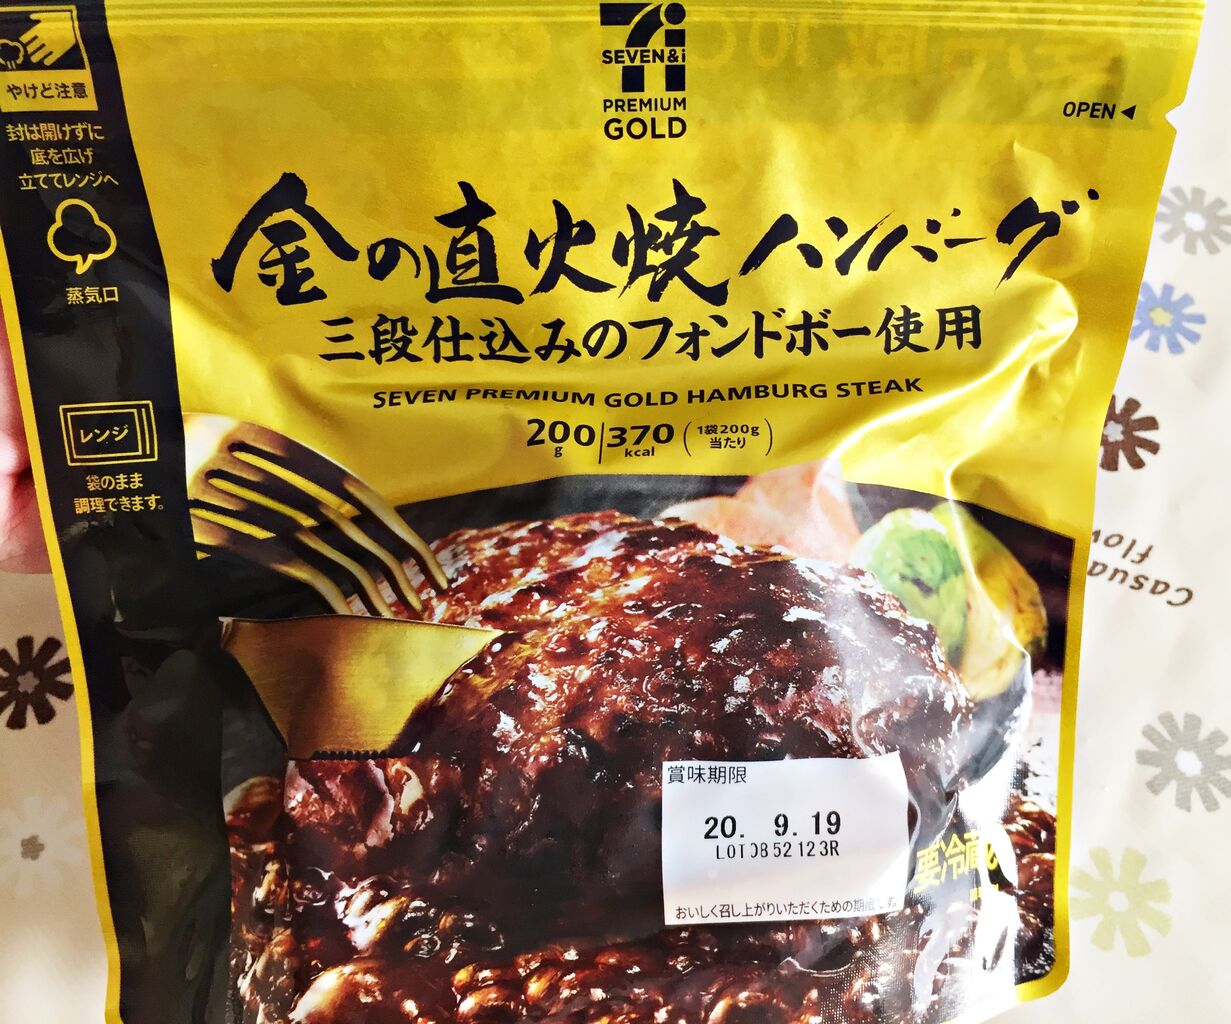 やけど注意
封は開けずに
底を広げ
立ててレンジへ
蒸気口
レンジ
袋のまま
調理できます。
SEVEN&i
PREMIUM
GOLD
OPEN
金の直火焼ハンバーグ
三段仕込みのフォンドボー使用
SEVEN PREMIUM GOLD HAMBURG STEAK
200g 370kcal (1袋200g当たり)
賞味期限
20. 9. 19
LOT 0852123R
おいしく召し上がりいただくための期限です。
要冷蔵
Casual
flow